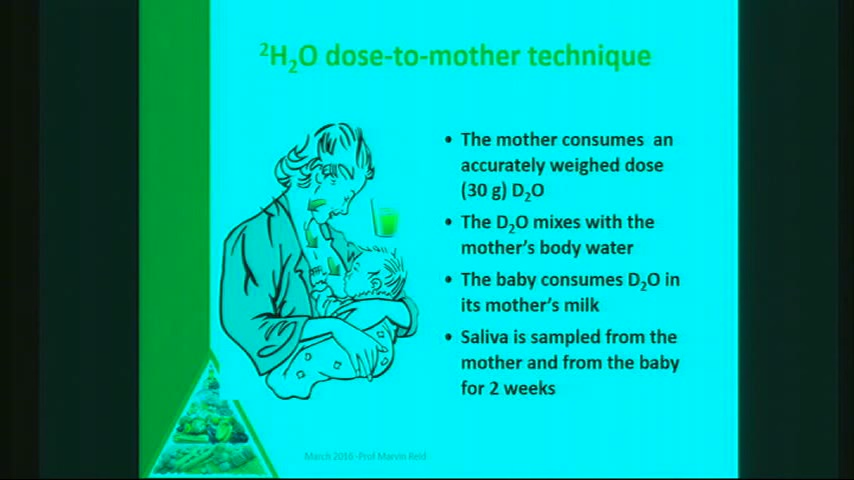 ²H₂O dose-to-mother technique
• The mother consumes an
accurately weighed dose
(30 g) D₂O
• The D₂O mixes with the
mother's body water
• The baby consumes D₂O in
its mother's milk
• Saliva is sampled from the
mother and from the baby
for 2 weeks
March 2016 -Prof Marvin Reid